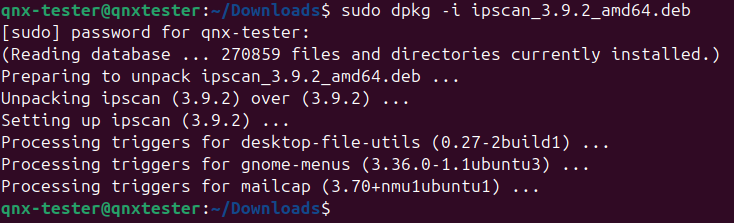 qnx-tester@qnxtester:~/Downloads$ sudo dpkg -i ipscan_3.9.2_amd64.deb
[sudo] password for qnx-tester:
(Reading database ... 270859 files and directories currently installed.)
Preparing to unpack ipscan_3.9.2_amd64.deb ...
Unpacking ipscan (3.9.2) over (3.9.2) ...
Setting up ipscan (3.9.2) ...
Processing triggers for desktop-file-utils (0.27-2build1) ...
Processing triggers for gnome-menus (3.36.0-1.1ubuntu3) ...
Processing triggers for mailcap (3.70+nmu1ubuntu1) ...
qnx-tester@qnxtester:~/Downloads$